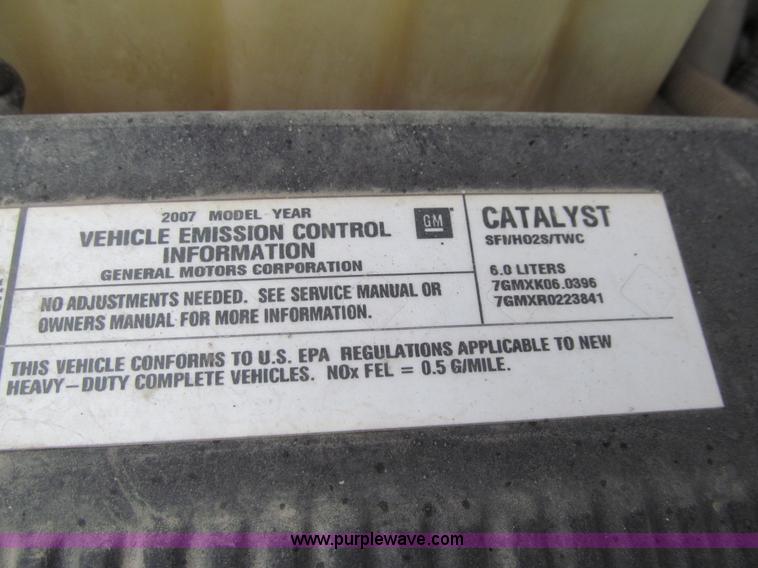 2007 MODEL YEAR
VEHICLE EMISSION CONTROL
INFORMATION
GENERAL MOTORS CORPORATION
GM
NO ADJUSTMENTS NEEDED. SEE SERVICE MANUAL OR
OWNERS MANUAL FOR MORE INFORMATION.
CATALYST
SFI/HO2S/TWC
6.0 LITERS
7GMXK06.0396
7GMXR0223841
THIS VEHICLE CONFORMS TO U.S. EPA REGULATIONS APPLICABLE TO NEW
HEAVY-DUTY COMPLETE VEHICLES. NOx FEL = 0.5 G/MILE.
www.purplewave.com